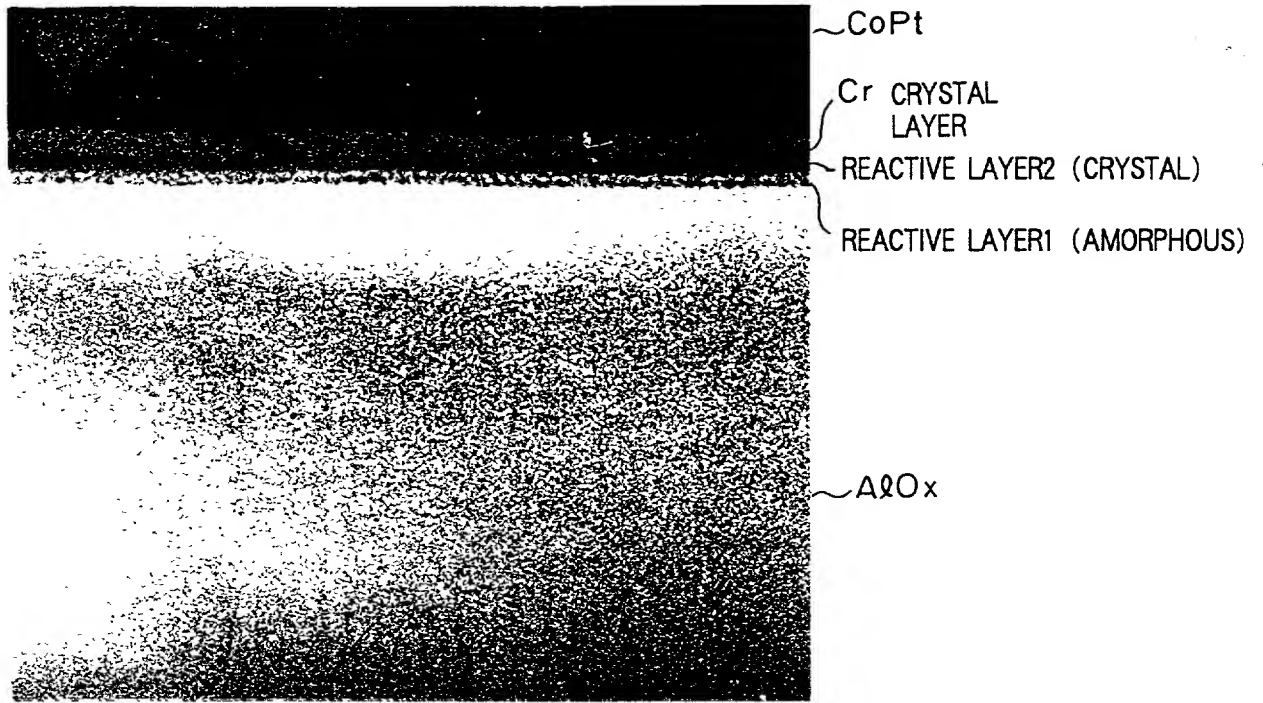 CoPt
Cr CRYSTAL
LAYER
REACTIVE LAYER2 (CRYSTAL)
REACTIVE LAYER1 (AMORPHOUS)
AlOx